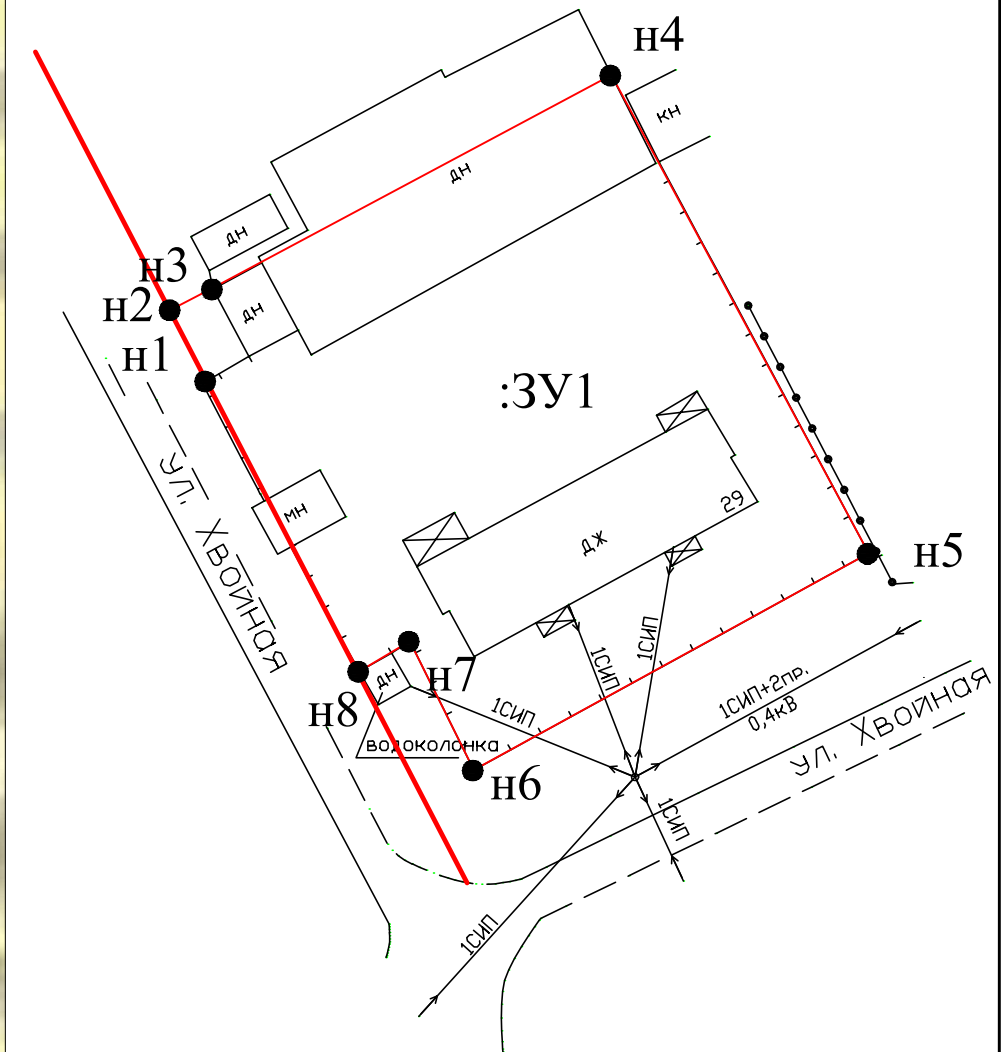 н4
кн
дн
дн
н3
н2
дн
н1
:ЗУ1
29
мн
дж
ул. Хвойная
н5
1СИП
1СИП
н7
дн
н8
1СИП
1СИП+2пр.
0,4кВ
водоколонка
ул. Хвойная
н6
1СИП
1СИП